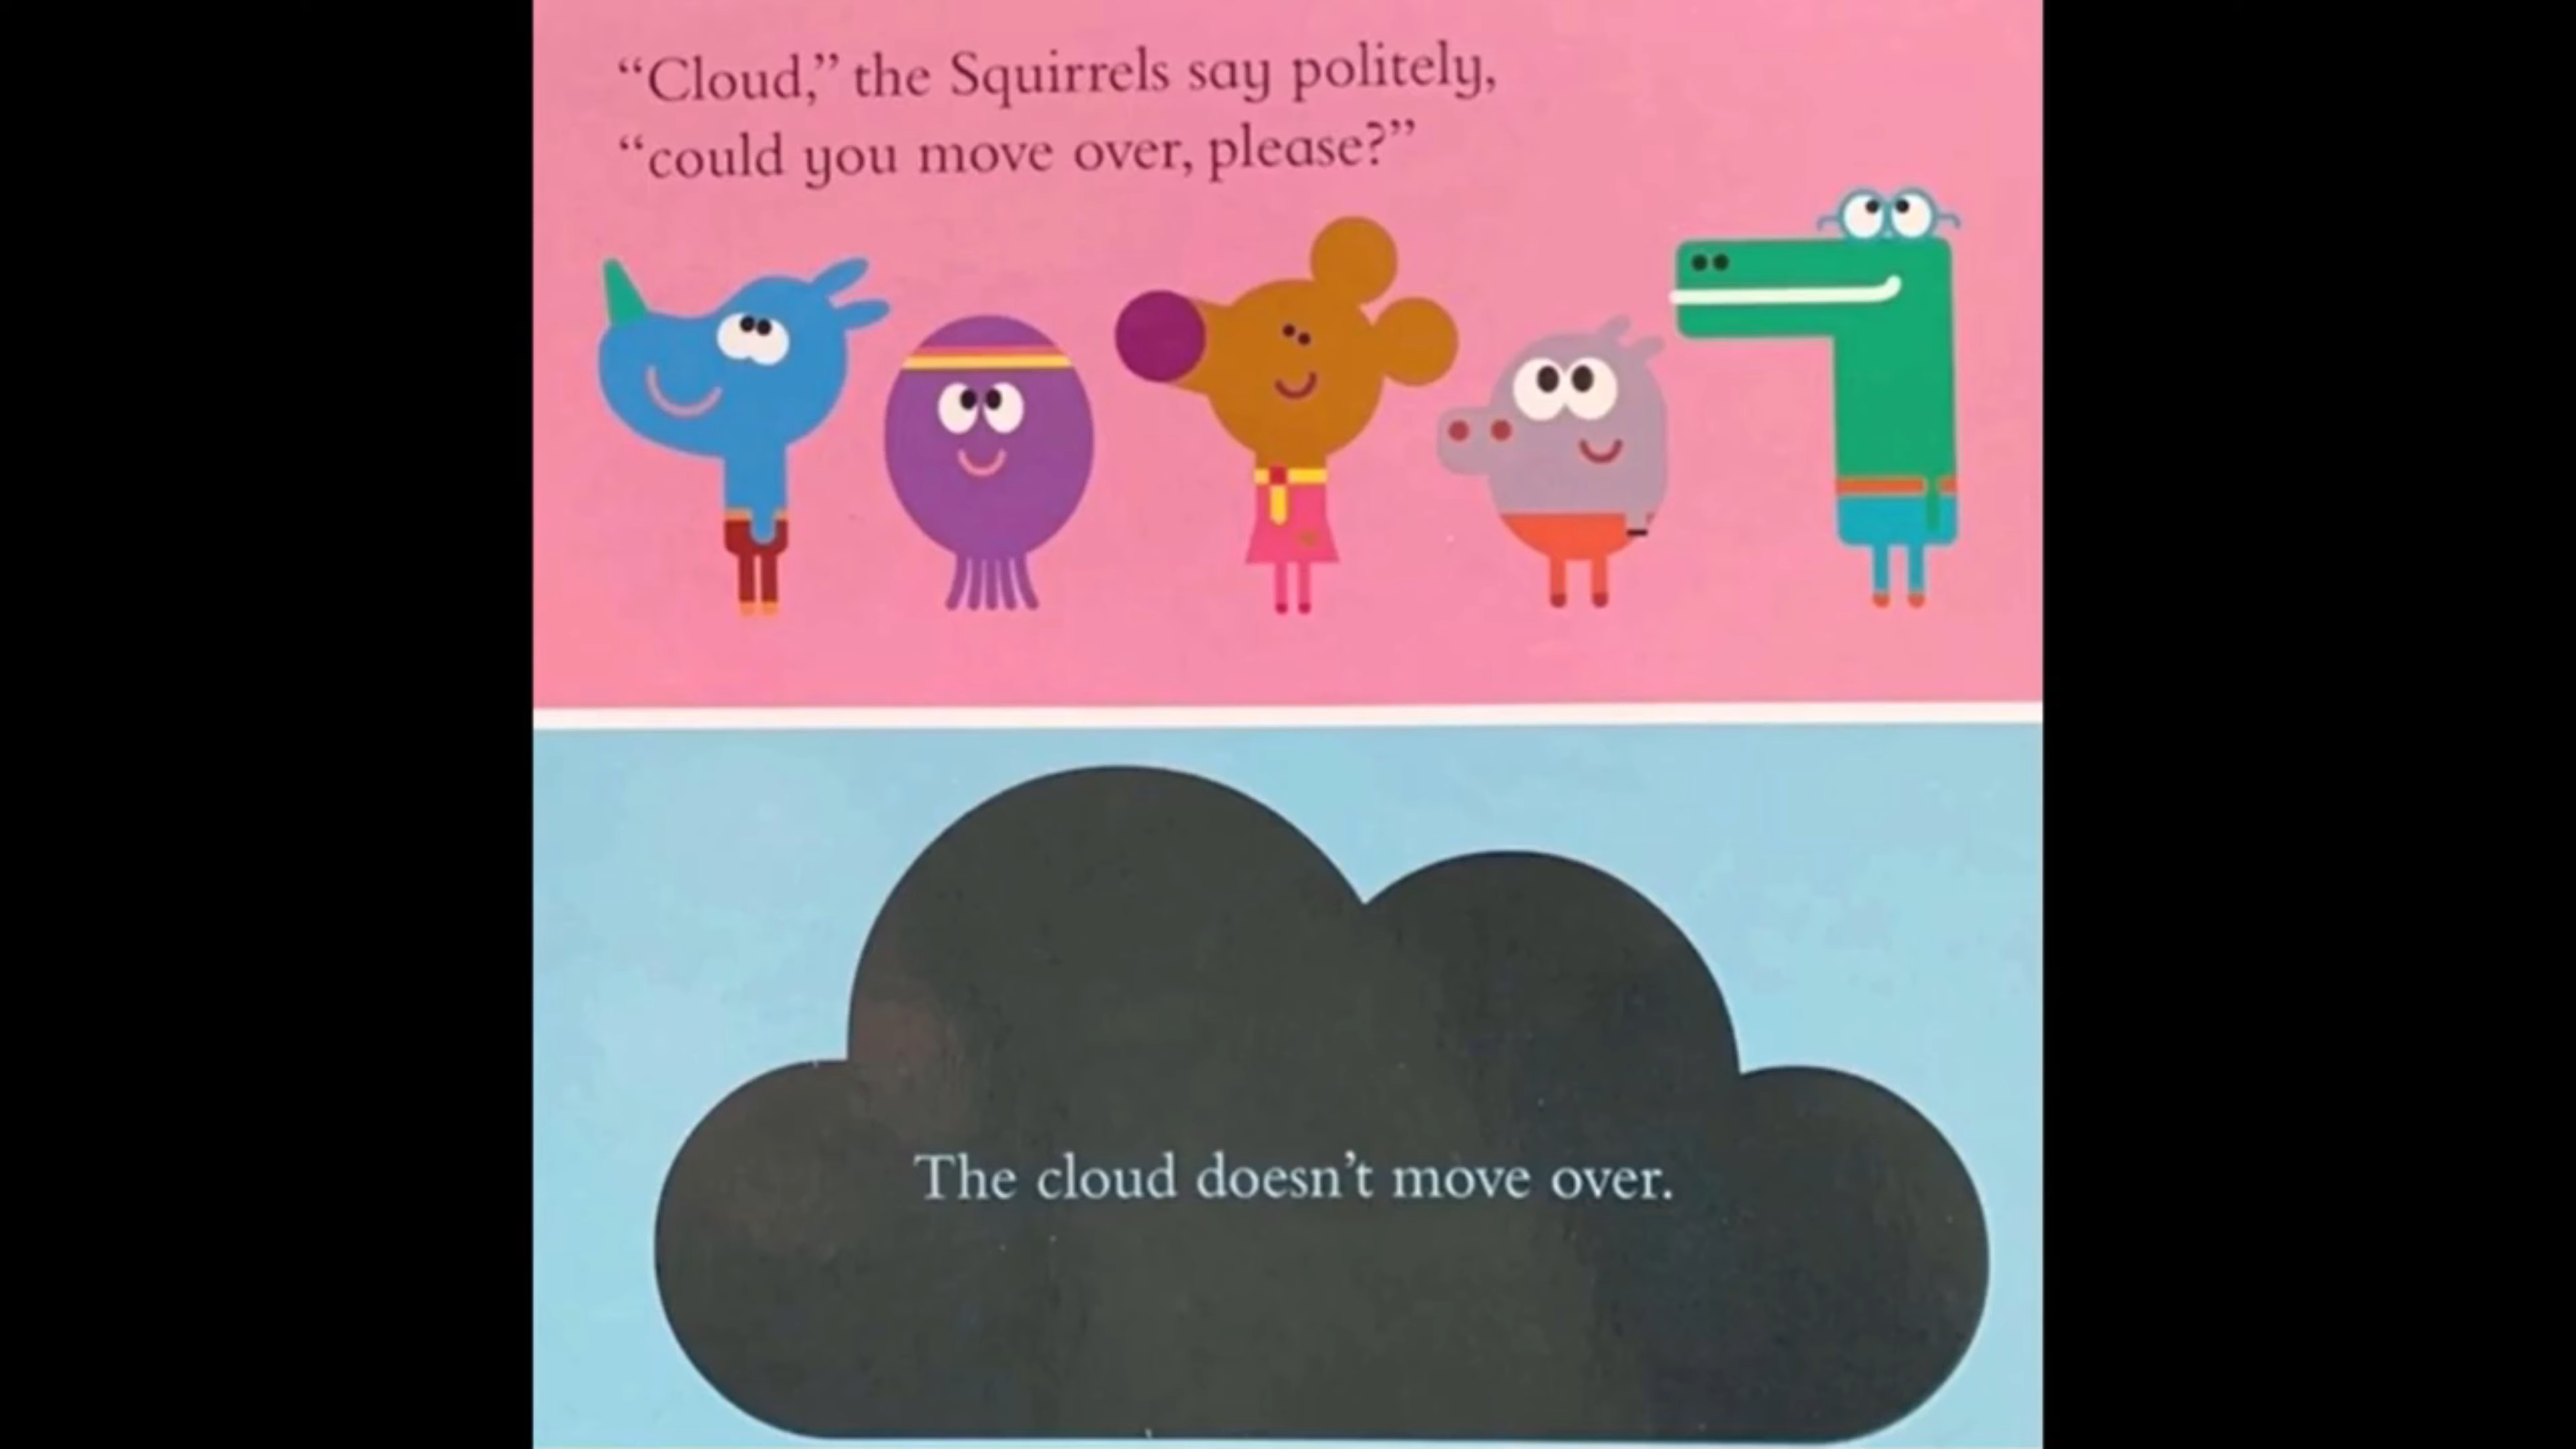 “Cloud,” the Squirrels say politely,
“could you move over, please?”
The cloud doesn’t move over.